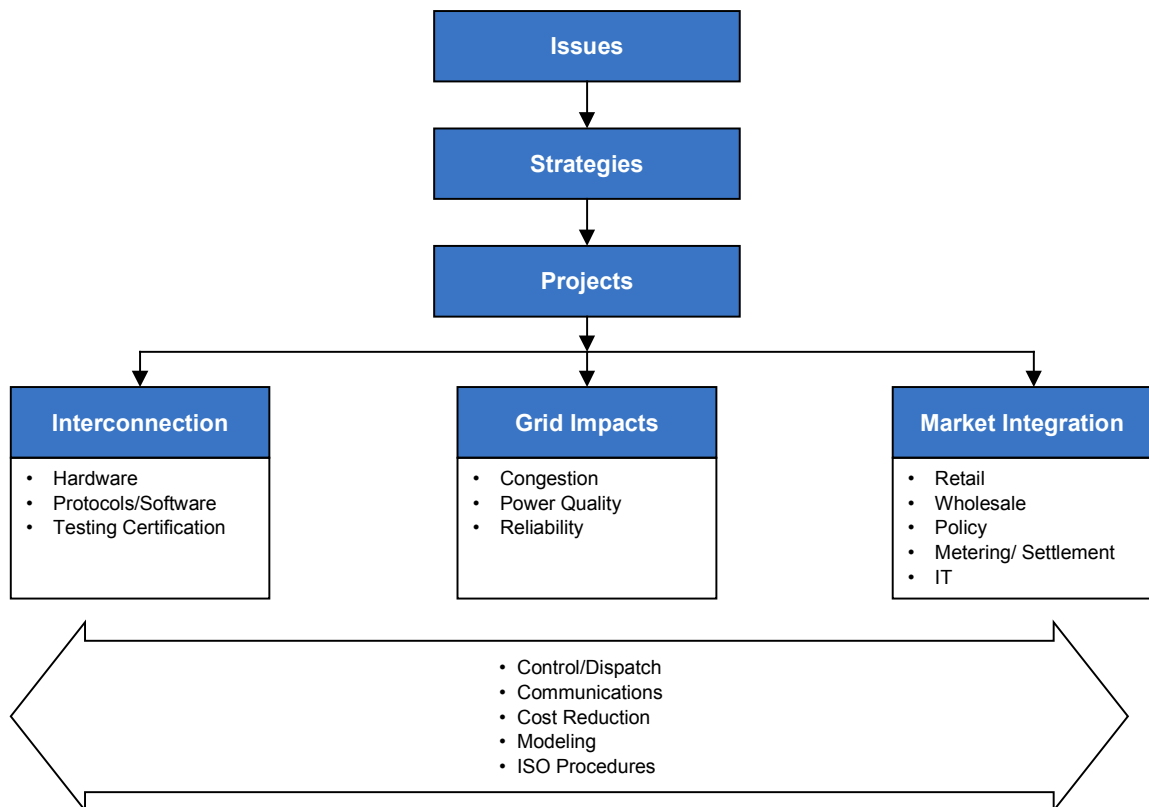 Issues
Strategies
Projects
Interconnection
• Hardware
• Protocols/Software
• Testing Certification
Grid Impacts
• Congestion
• Power Quality
• Reliability
Market Integration
• Retail
• Wholesale
• Policy
• Metering/ Settlement
• IT
• Control/Dispatch
• Communications
• Cost Reduction
• Modeling
• ISO Procedures